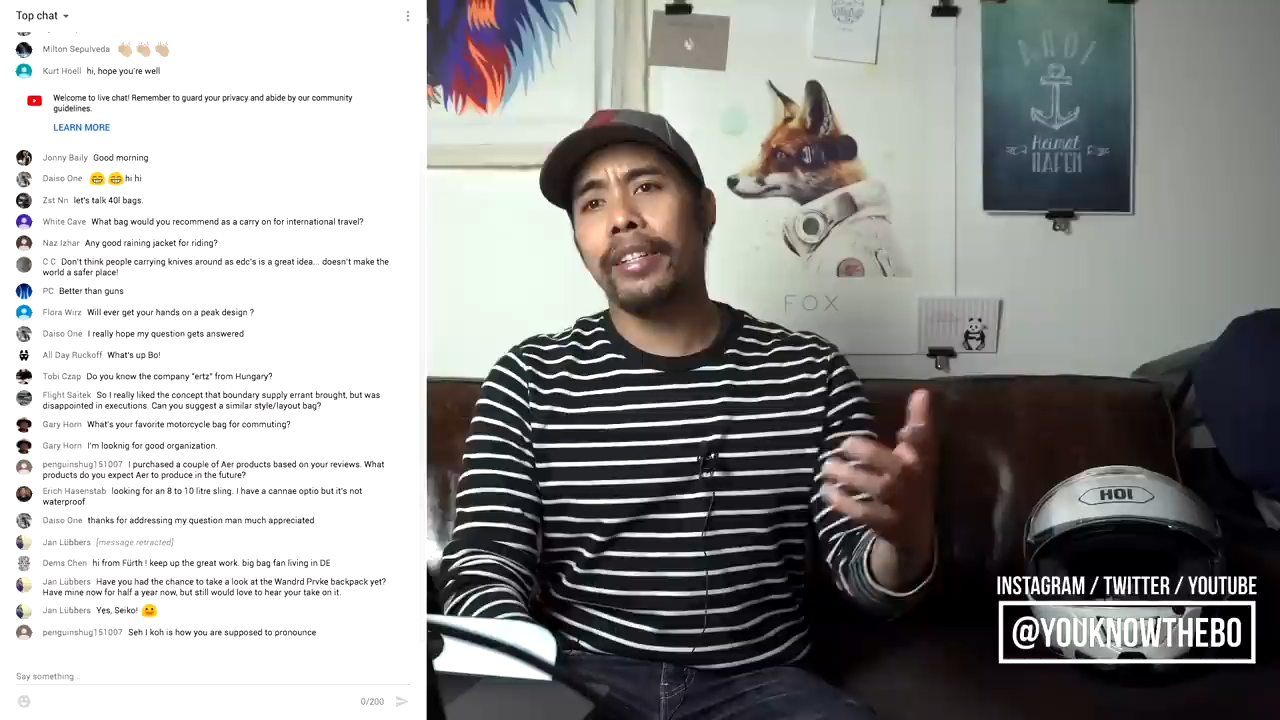 Top chat
Milton Sepulveda
Kurt Hoell hi, hope you're well
Welcome to live chat! Remember to guard your privacy and abide by our community
guidelines.
LEARN MORE
Jonny Baily Good morning
Daiso One 😁😁hi hi
Zst Nn let's talk 40l bags.
White Cave What bag would you recommend as a carry on for international travel?
Naz Izhar Any good raining jacket for riding?
C C Don't think people carrying knives around as edc's is a great idea... doesn't make the
world a safer place!
PC Better than guns
Flora Wirz Will ever get your hands on a peak design ?
Daiso One I really hope my question gets answered
All Day Ruckoff What's up Bo!
Tobi Czap Do you know the company "ertz" from Hungary?
Flight Saitek So I really liked the concept that boundary supply errant brought, but was
disappointed in executions. Can you suggest a similar style/layout bag?
Gary Horn What's your favorite motorcycle bag for commuting?
Gary Horn I'm looknig for good organization.
penguinshug151007 I purchased a couple of Aer products based on your reviews. What
products do you expect Aer to produce in the future?
Erich Hasenstab looking for an 8 to 10 litre sling. I have a cannae optio but it's not
waterproof
Daiso One thanks for addressing my question man much appreciated
Jan Lübbers [message retracted]
Dems Chen hi from Fürth ! keep up the great work. big bag fan living in DE
Jan Lübbers Have you had the chance to take a look at the Wandrd Prvke backpack yet?
Have mine now for half a year now, but still would love to hear your take on it.
Jan Lübbers Yes, Seiko!
penguinshug151007 Seh I koh is how you are supposed to pronounce
Say something...
0/200
FOX
AHOI
Heimat
HAFEN
HOI
INSTAGRAM / TWITTER / YOUTUBE
@YOUKNOWTHEBO